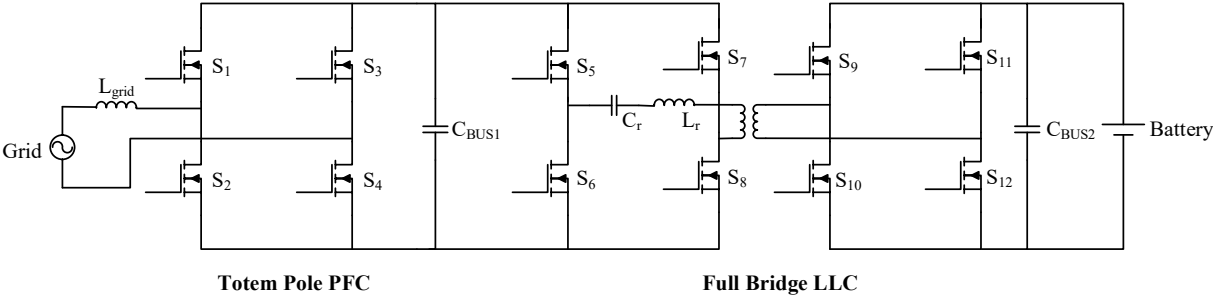 S1
S3
S5
S7
S9
S11
Lgrid
Cr
Lr
CBUS1
CBUS2
Battery
Grid
S2
S4
S6
S8
S10
S12
Totem Pole PFC
Full Bridge LLC